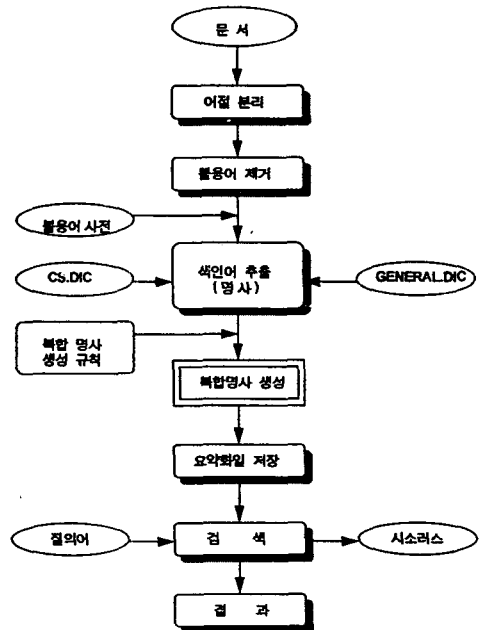 문 서
어절 분리
불용어 제거
불용어 사전
CS.DIC
색인어 추출
(명사)
GENERAL.DIC
복합 명사
생성 규칙
복합명사 생성
요약화일 저장
질의어
검 색
시소러스
결 과